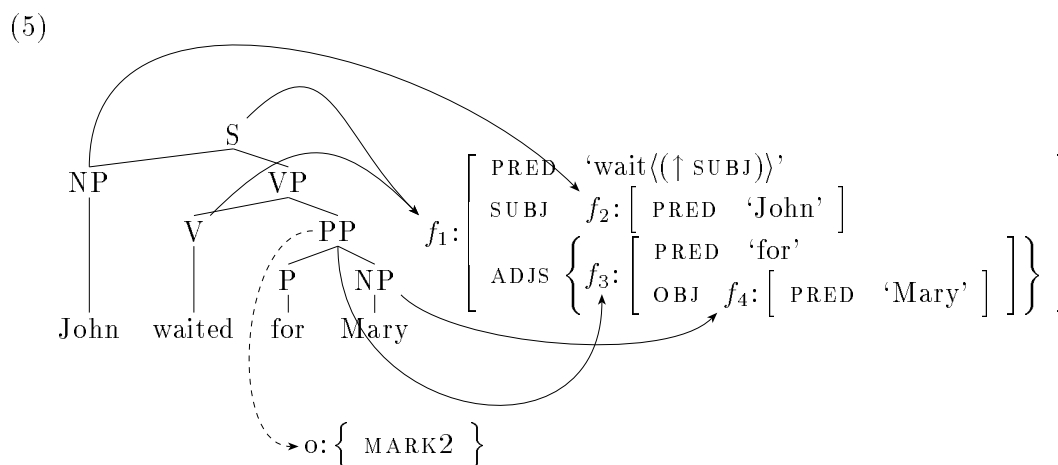 (5)
S
NP VP
V PP
P NP
John waited for Mary
f₁: [ PRED ‘wait⟨(↑ SUBJ)⟩’
SUBJ f₂: [ PRED ‘John’ ]
ADJS { f₃: [ PRED ‘for’
OBJ f₄: [ PRED ‘Mary’ ] ] } ]
o: { MARK2 }